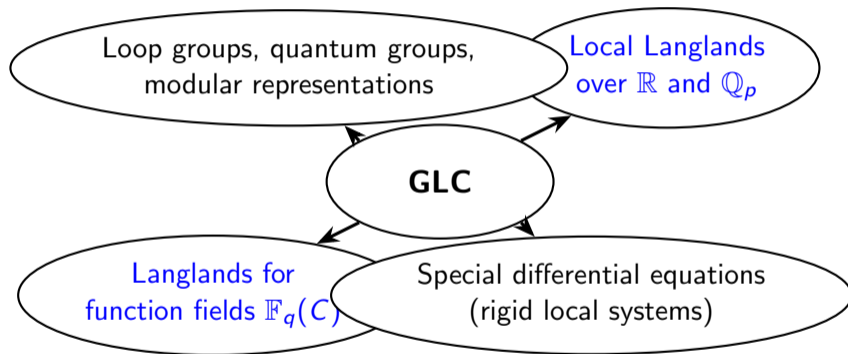 Loop groups, quantum groups,
modular representations
Local Langlands
over ℝ and ℚ_p
GLC
Langlands for
function fields 𝔽_q(C)
Special differential equations
(rigid local systems)